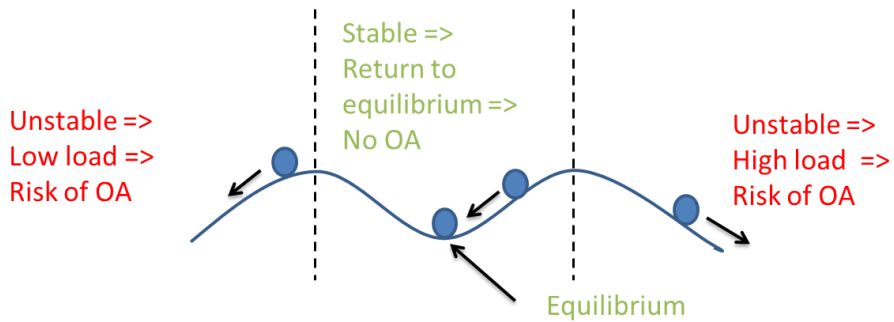 Unstable =>
Low load =>
Risk of OA
Stable =>
Return to
equilibrium =>
No OA
Unstable =>
High load =>
Risk of OA
Equilibrium